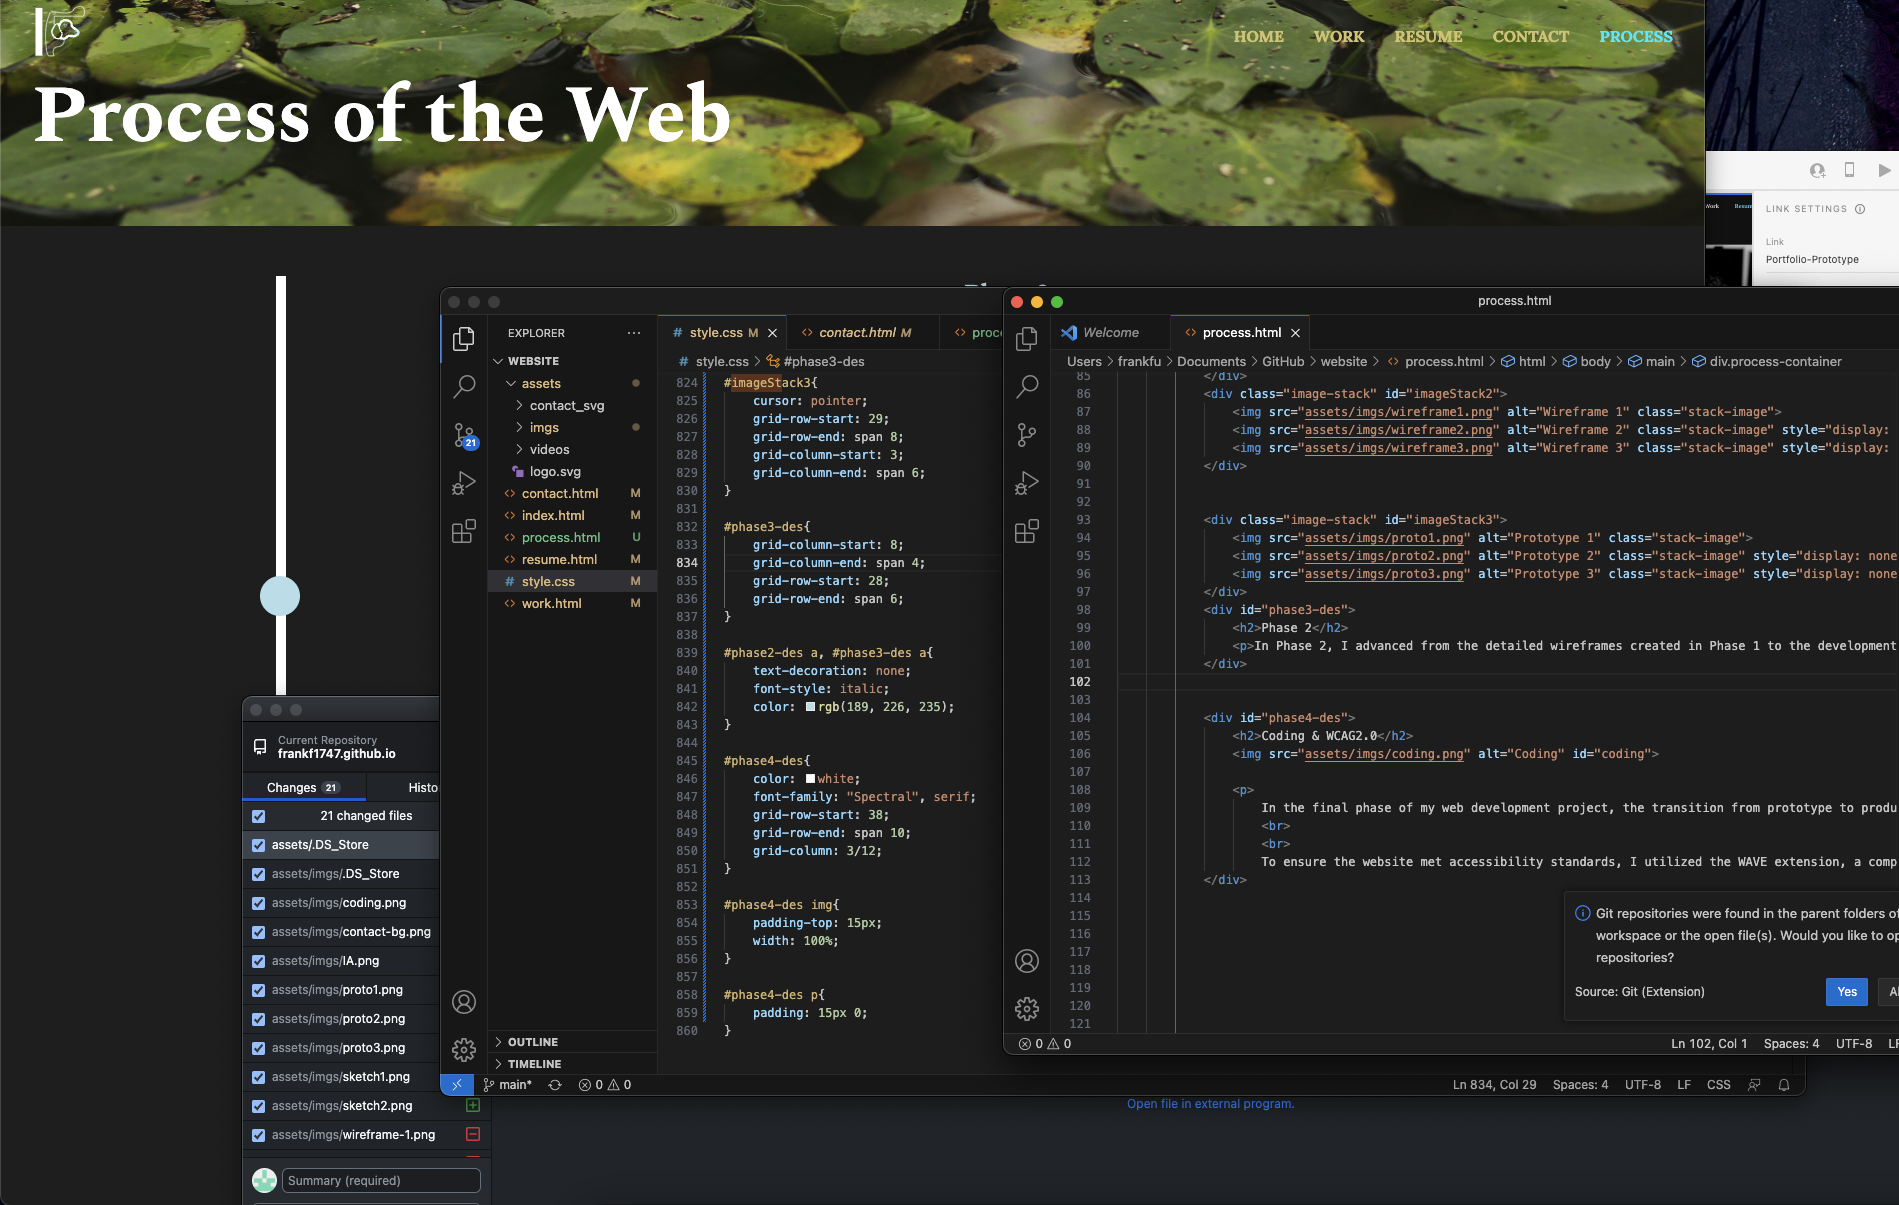 HOME WORK RESUME CONTACT PROCESS
Process of the Web
LINK SETTINGS
Link
Portfolio-Prototype
Work Resum
EXPLORER
WEBSITE
assets
contact_svg
imgs
videos
logo.svg
contact.html M
index.html M
process.html U
resume.html M
style.css M
work.html M
OUTLINE
TIMELINE
21
# style.css M
contact.html M
proce
# style.css > #phase3-des
824 #imageStack3{
825 cursor: pointer;
826 grid-row-start: 29;
827 grid-row-end: span 8;
828 grid-column-start: 3;
829 grid-column-end: span 6;
830 }
831
832 #phase3-des{
833 grid-column-start: 8;
834 grid-column-end: span 4;
835 grid-row-start: 28;
836 grid-row-end: span 6;
837 }
838
839 #phase2-des a, #phase3-des a{
840 text-decoration: none;
841 font-style: italic;
842 color: rgb(189, 226, 235);
843 }
844
845 #phase4-des{
846 color: white;
847 font-family: "Spectral", serif;
848 grid-row-start: 38;
849 grid-row-end: span 10;
850 grid-column: 3/12;
851 }
852
853 #phase4-des img{
854 padding-top: 15px;
855 width: 100%;
856 }
857
858 #phase4-des p{
859 padding: 15px 0;
860 }
main* 0 0
Ln 834, Col 29 Spaces: 4 UTF-8 LF CSS
process.html
Welcome
process.html
Users > frankfu > Documents > GitHub > website > process.html > html > body > main > div.process-container
85 </div>
86 <div class="image-stack" id="imageStack2">
87 <img src="assets/imgs/wireframe1.png" alt="Wireframe 1" class="stack-image">
88 <img src="assets/imgs/wireframe2.png" alt="Wireframe 2" class="stack-image" style="display:
89 <img src="assets/imgs/wireframe3.png" alt="Wireframe 3" class="stack-image" style="display:
90 </div>
91
92
93 <div class="image-stack" id="imageStack3">
94 <img src="assets/imgs/proto1.png" alt="Prototype 1" class="stack-image">
95 <img src="assets/imgs/proto2.png" alt="Prototype 2" class="stack-image" style="display: none
96 <img src="assets/imgs/proto3.png" alt="Prototype 3" class="stack-image" style="display: none
97 </div>
98 <div id="phase3-des">
99 <h2>Phase 2</h2>
100 <p>In Phase 2, I advanced from the detailed wireframes created in Phase 1 to the development
101 </div>
102
103
104 <div id="phase4-des">
105 <h2>Coding & WCAG2.0</h2>
106 <img src="assets/imgs/coding.png" alt="Coding" id="coding">
107
108 <p>
109 In the final phase of my web development project, the transition from prototype to produ
110 <br>
111 <br>
112 To ensure the website met accessibility standards, I utilized the WAVE extension, a comp
113 </div>
114
115
116
117
118
119
120
121
Git repositories were found in the parent folders of
workspace or the open file(s). Would you like to op
repositories?
Source: Git (Extension) Yes Al
0 0
Ln 102, Col 1 Spaces: 4 UTF-8 LF
Current Repository
frankf1747.github.io
Changes 21 Histo
21 changed files
assets/.DS_Store
assets/imgs/.DS_Store
assets/imgs/coding.png
assets/imgs/contact-bg.png
assets/imgs/IA.png
assets/imgs/proto1.png
assets/imgs/proto2.png
assets/imgs/proto3.png
assets/imgs/sketch1.png
assets/imgs/sketch2.png
assets/imgs/wireframe-1.png
Summary (required)
Open file in external program.